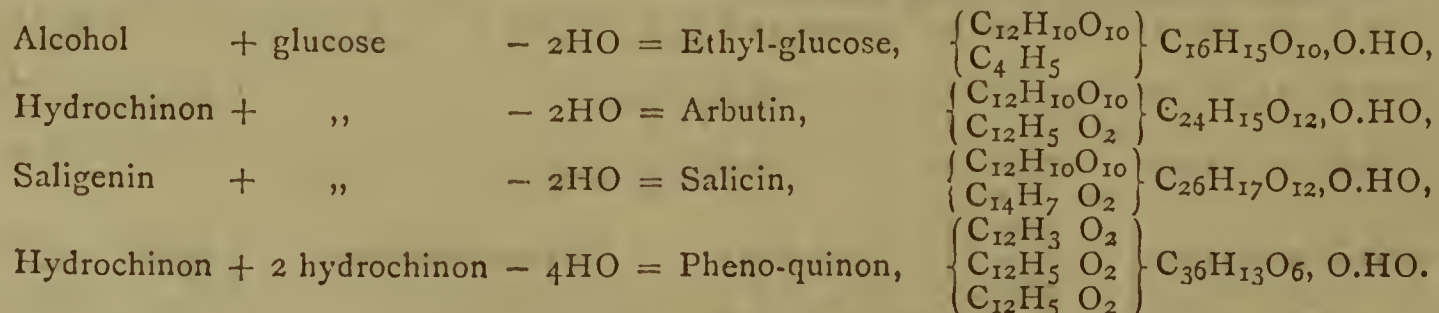 Alcohol + glucose − 2HO = Ethyl-glucose, {C₁₂H₁₀O₁₀ C₄ H₅} C₁₆H₁₅O₁₀,O.HO,
Hydrochinon + ,, − 2HO = Arbutin, {C₁₂H₁₀O₁₀ C₁₂H₅ O₂} C₂₄H₁₅O₁₂,O.HO,
Saligenin + ,, − 2HO = Salicin, {C₁₂H₁₀O₁₀ C₁₄H₇ O₂} C₂₆H₁₇O₁₂,O.HO,
Hydrochinon + 2 hydrochinon − 4HO = Pheno-quinon, {C₁₂H₃ O₂ C₁₂H₅ O₂ C₁₂H₅ O₂} C₃₆H₁₃O₆, O.HO.